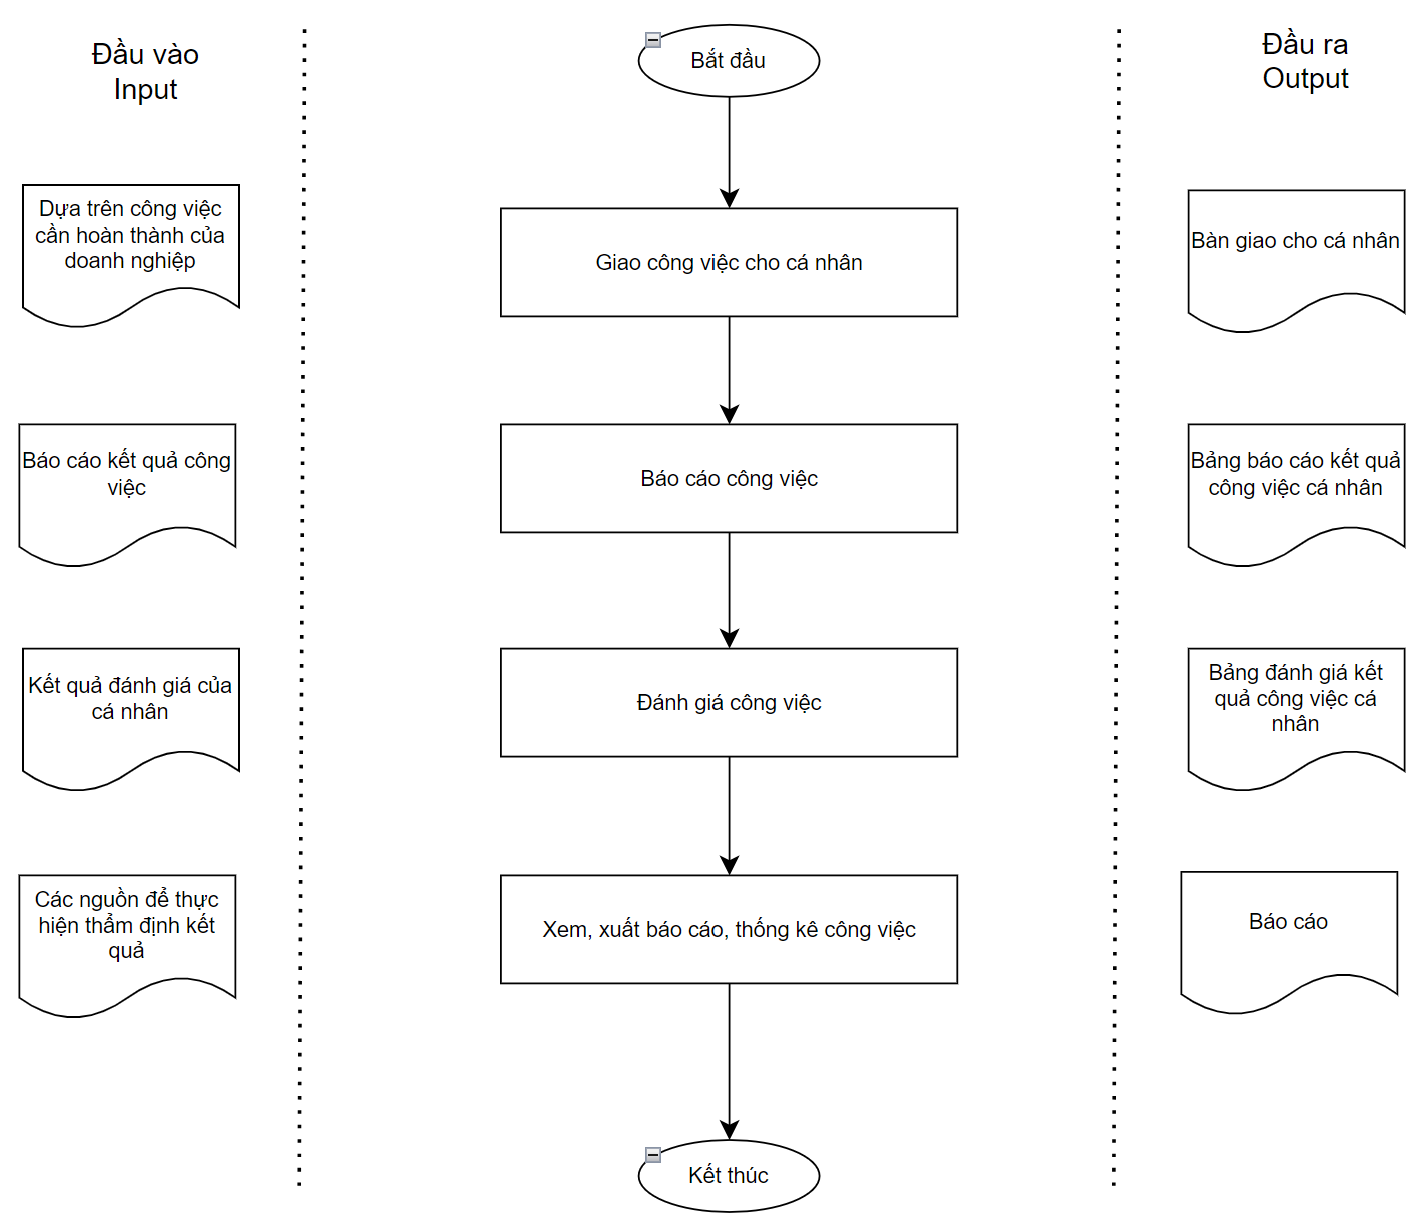 Đầu vào
Input
Bắt đầu
Đầu ra
Output
Dựa trên công việc
cần hoàn thành của
doanh nghiệp
Giao công việc cho cá nhân
Bàn giao cho cá nhân
Báo cáo kết quả công
việc
Báo cáo công việc
Bảng báo cáo kết quả
công việc cá nhân
Kết quả đánh giá của
cá nhân
Đánh giá công việc
Bảng đánh giá kết
quả công việc cá
nhân
Các nguồn để thực
hiện thẩm định kết
quả
Xem, xuất báo cáo, thống kê công việc
Báo cáo
Kết thúc